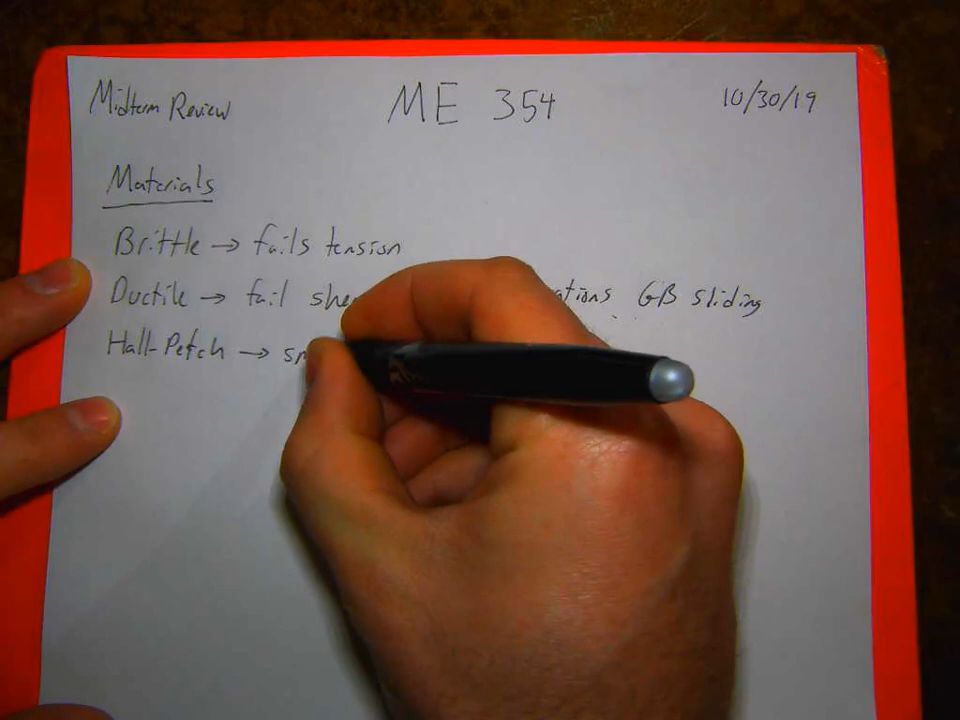 Midterm Review ME 354 10/30/19
Materials
Brittle → fails tension
Ductile → fail GB sliding
Hall-Petch →